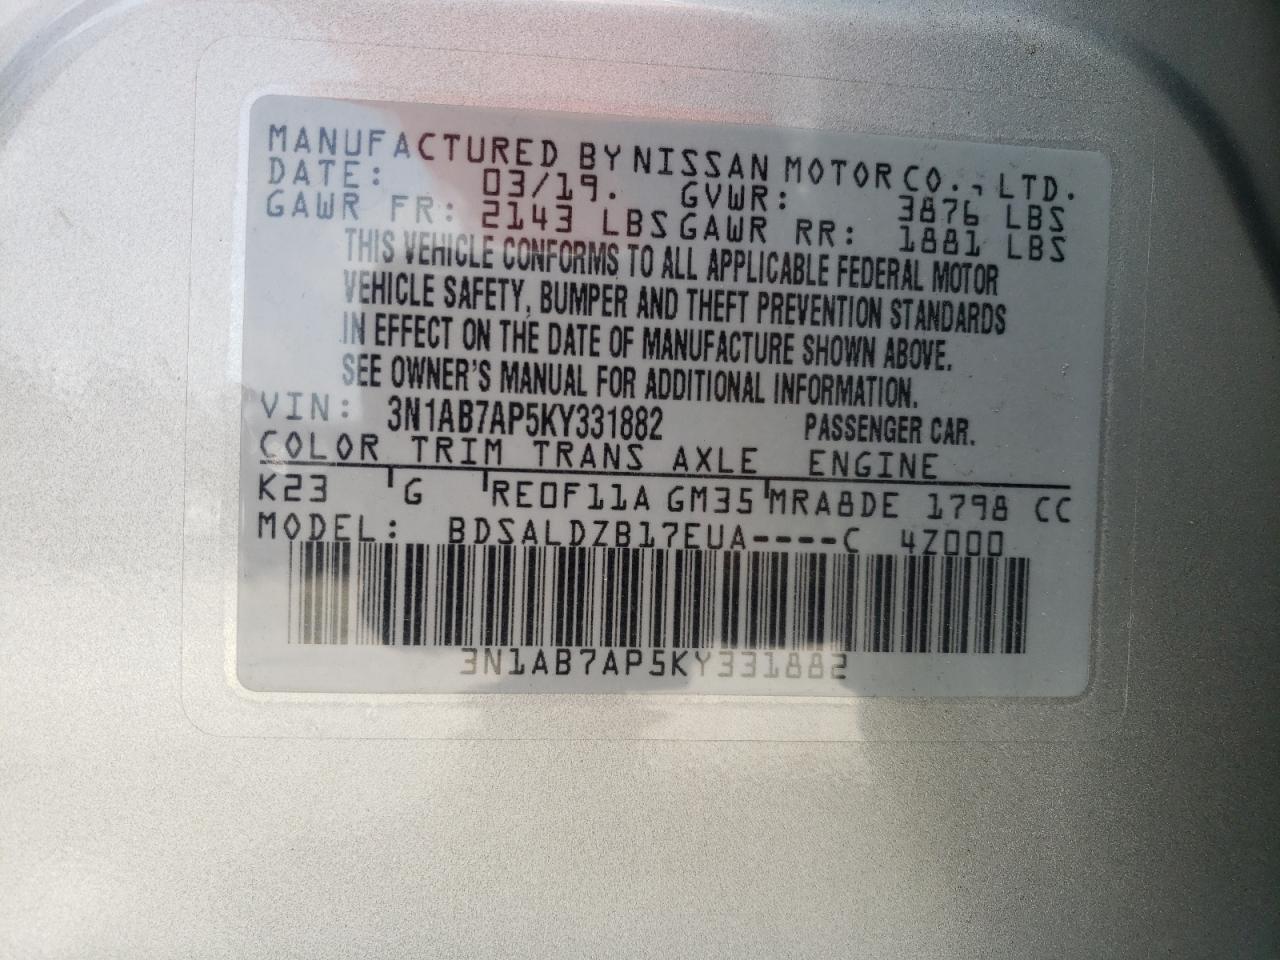 MANUFACTURED BY NISSAN MOTOR CO., LTD.
DATE: 03/19. GVWR: 3876 LBS
GAWR FR: 2143 LBS GAWR RR: 1881 LBS
THIS VEHICLE CONFORMS TO ALL APPLICABLE FEDERAL MOTOR
VEHICLE SAFETY, BUMPER AND THEFT PREVENTION STANDARDS
IN EFFECT ON THE DATE OF MANUFACTURE SHOWN ABOVE.
SEE OWNER'S MANUAL FOR ADDITIONAL INFORMATION.
VIN: 3N1AB7AP5KY331882 PASSENGER CAR.
COLOR TRIM TRANS AXLE ENGINE
K23 G RE0F11A GM35 MRA8DE 1798 CC
MODEL: BDSALDZB17EUA----C 4Z000
3N1AB7AP5KY331882